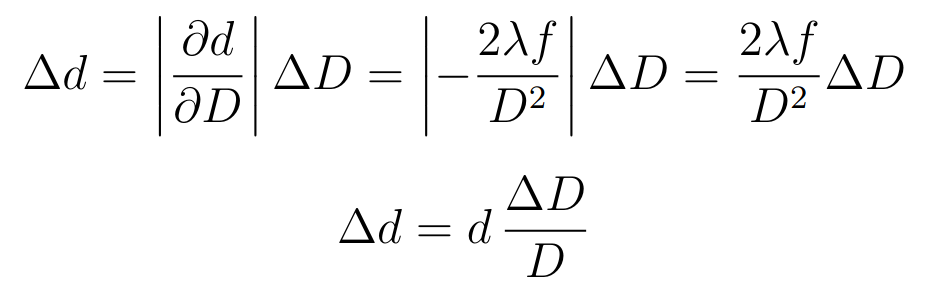 Δd = |∂d/∂D| ΔD = |−2λf/D²| ΔD = 2λf/D² ΔD
Δd = d ΔD/D